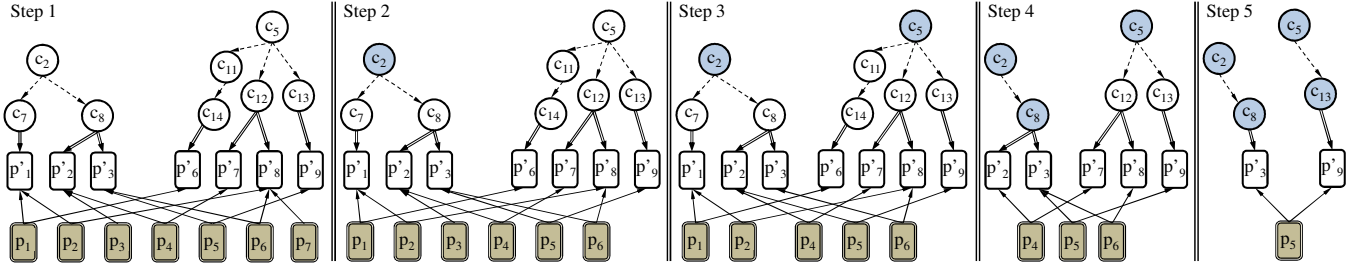 Step 1
c5
c2
c11
c12
c13
c7
c8
c14
p'1
p'2
p'3
p'6
p'7
p'8
p'9
p1
p2
p3
p4
p5
p6
p7
Step 2
c5
c2
c11
c12
c13
c7
c8
c14
p'1
p'2
p'3
p'6
p'7
p'8
p'9
p1
p2
p3
p4
p5
p6
Step 3
c5
c2
c11
c12
c13
c7
c8
c14
p'1
p'2
p'3
p'6
p'7
p'8
p'9
p1
p2
p4
p5
p6
Step 4
c5
c2
c12
c13
c8
p'2
p'3
p'7
p'8
p'9
p4
p5
p6
Step 5
c5
c2
c13
c8
p'3
p'9
p5